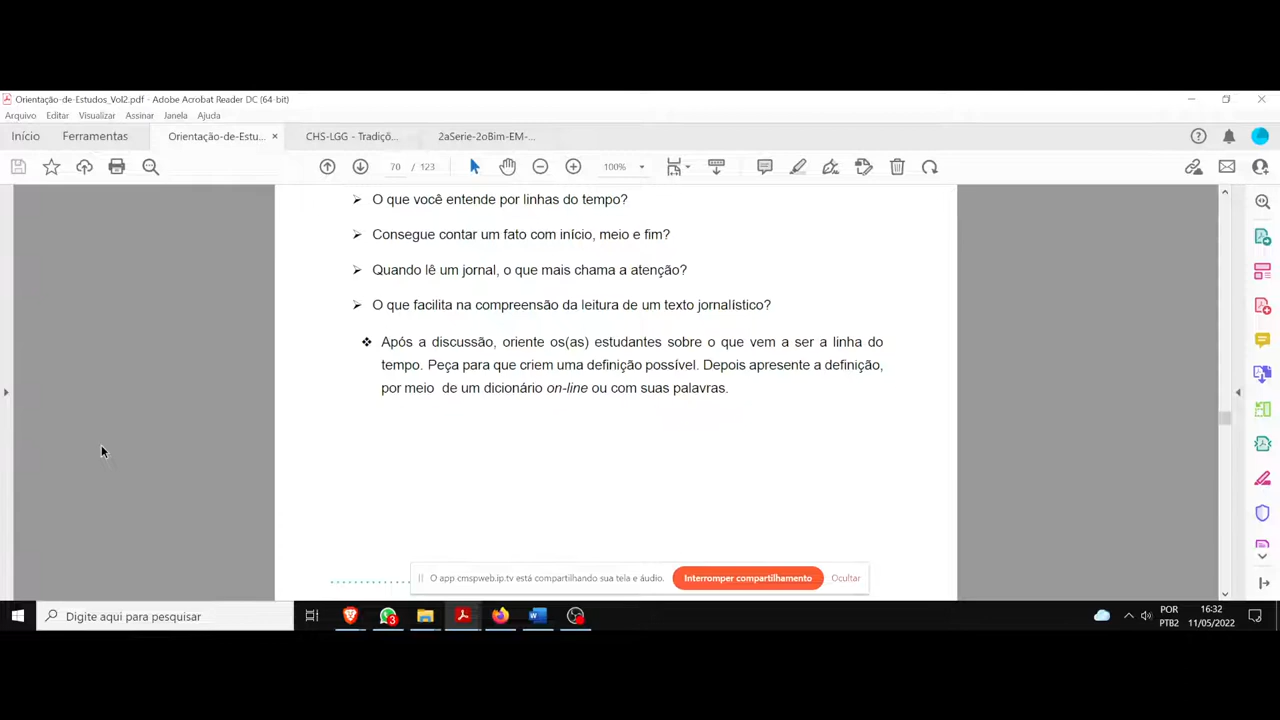 Orientação-de-Estudos_Vol2.pdf - Adobe Acrobat Reader DC (64-bit)
Arquivo Editar Visualizar Assinar Janela Ajuda
Início Ferramentas Orientação-de-Estu... × CHS-LGG - Tradiçõ... 2aSerie-2oBim-EM-...
70 / 123 100%
➢ O que você entende por linhas do tempo?
➢ Consegue contar um fato com início, meio e fim?
➢ Quando lê um jornal, o que mais chama a atenção?
➢ O que facilita na compreensão da leitura de um texto jornalístico?
❖ Após a discussão, oriente os(as) estudantes sobre o que vem a ser a linha do
tempo. Peça para que criem uma definição possível. Depois apresente a definição,
por meio de um dicionário on-line ou com suas palavras.
O app cmspweb.ip.tv está compartilhando sua tela e áudio. Interromper compartilhamento Ocultar
Digite aqui para pesquisar 3 POR 16:32
PTB2 11/05/2022